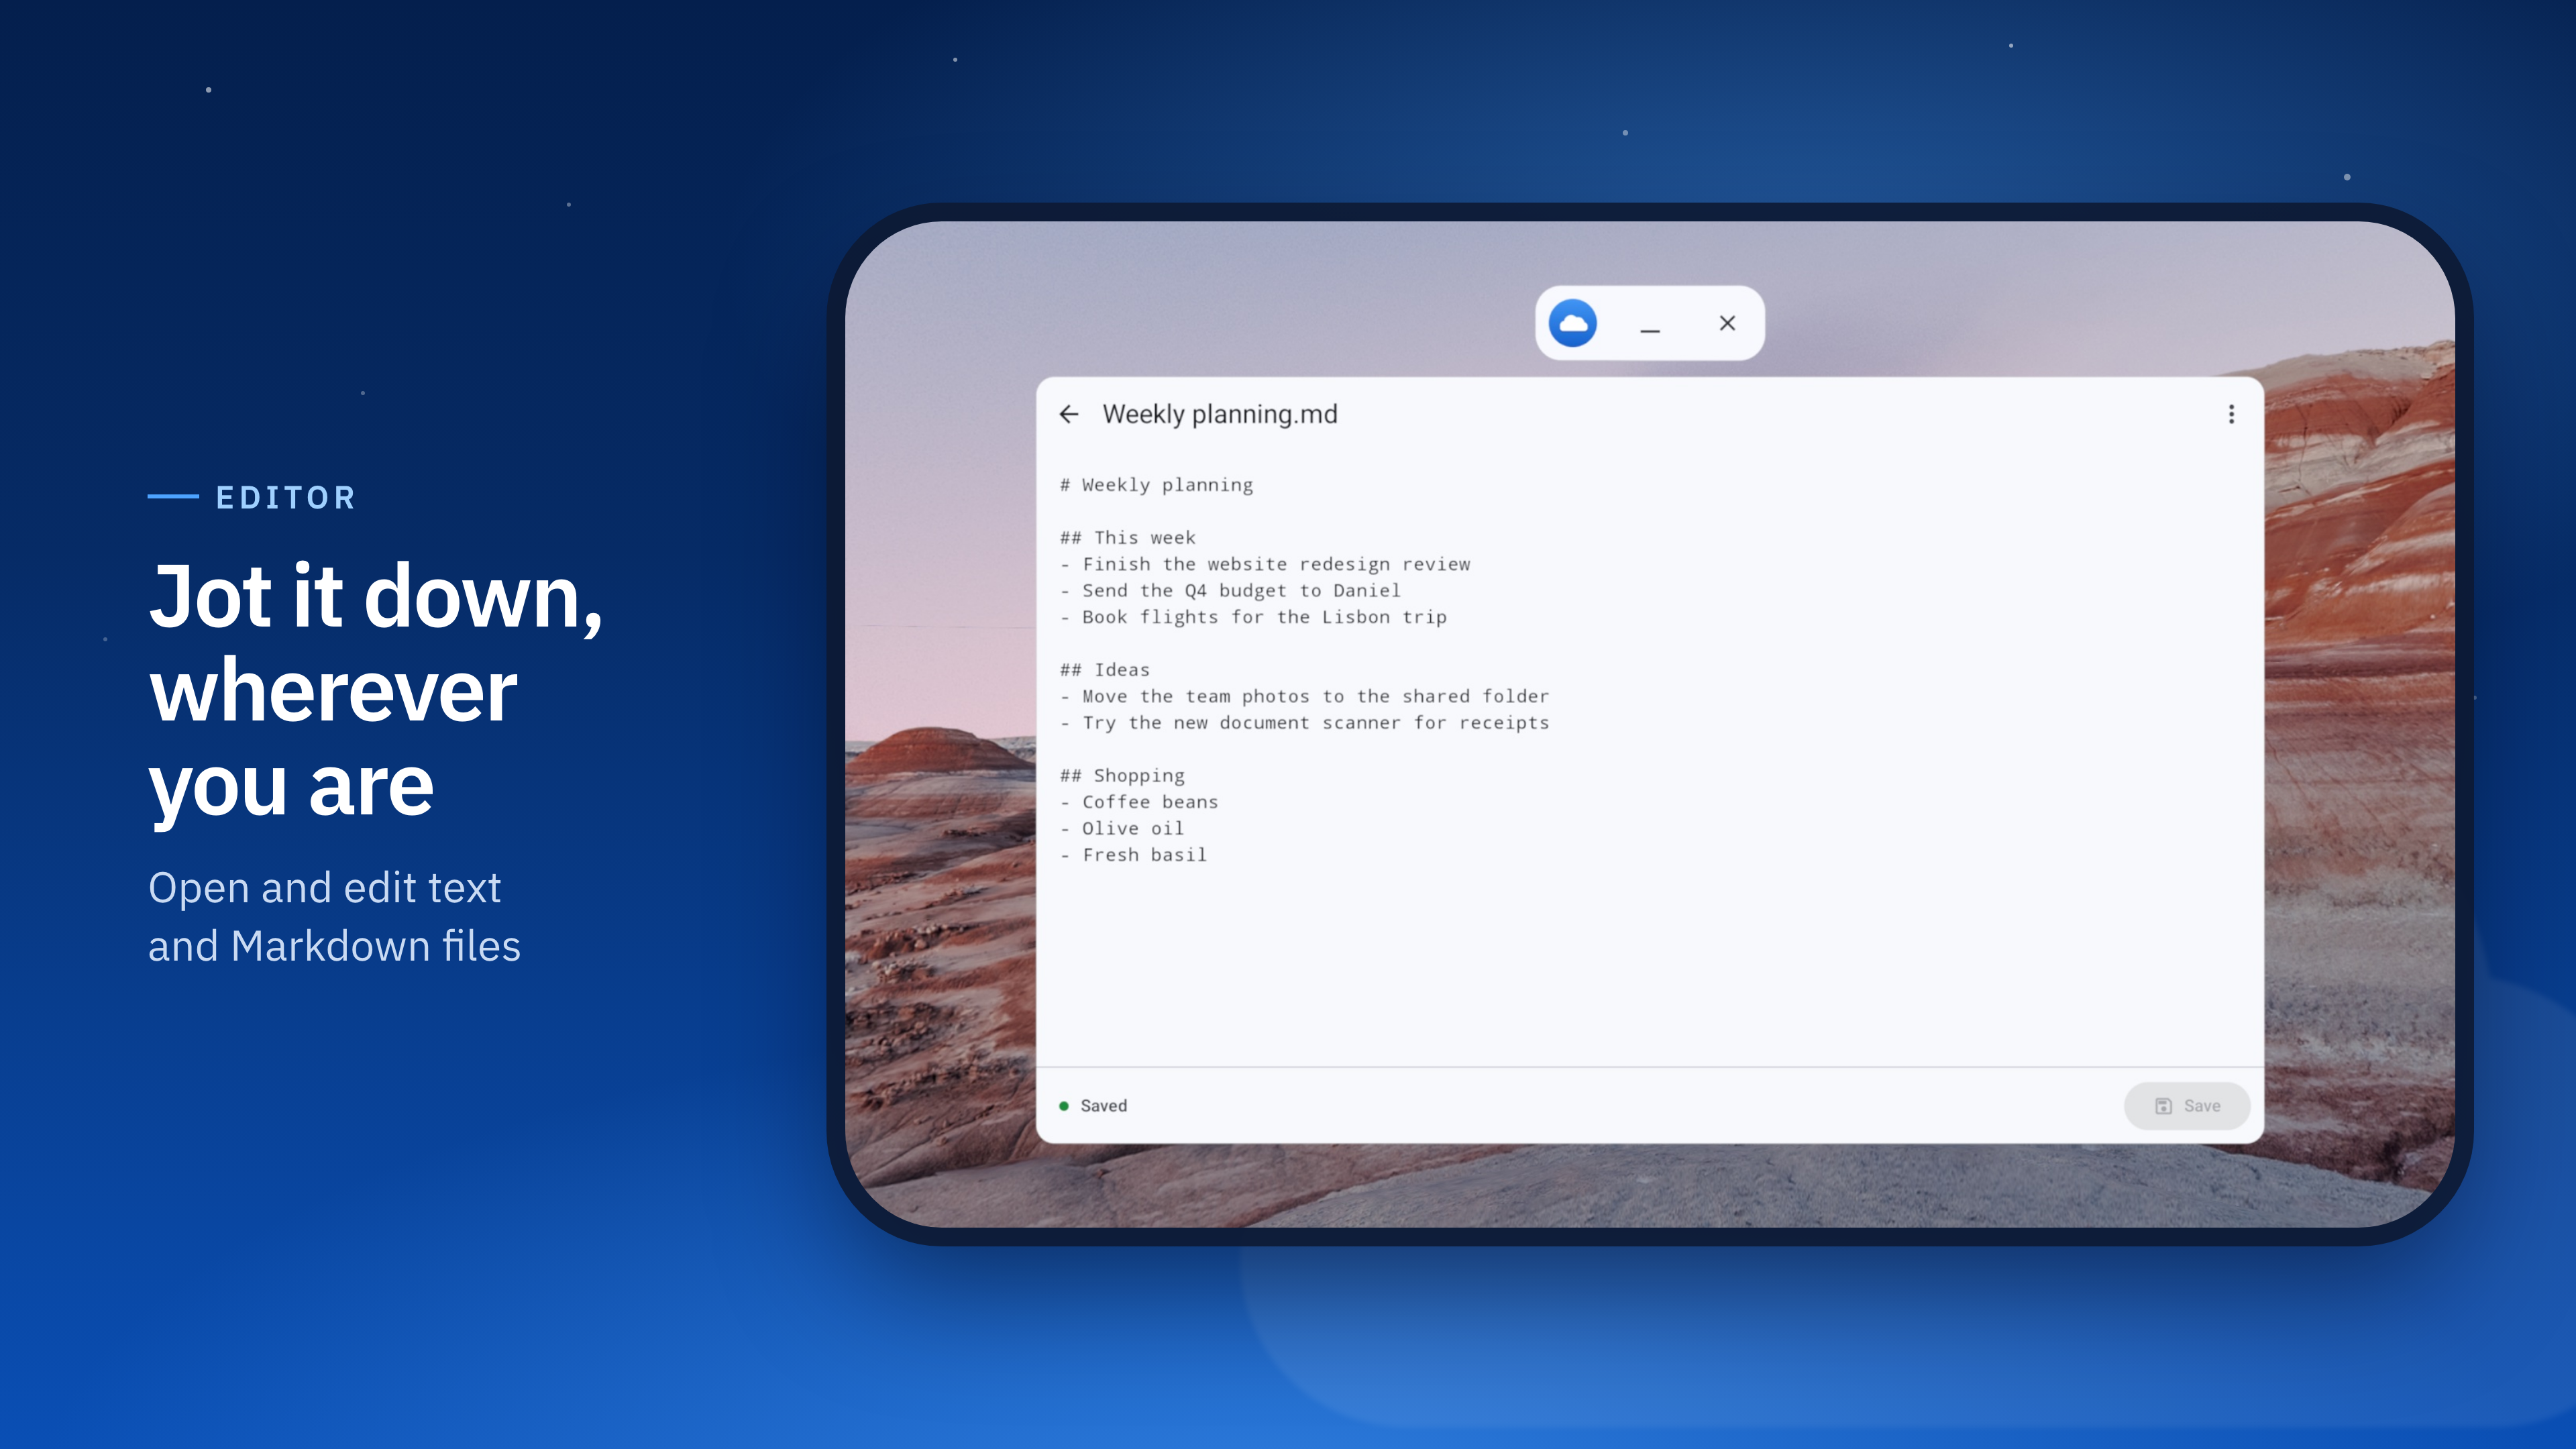 EDITOR
Jot it down,
wherever
you are
Open and edit text
and Markdown files
Weekly planning.md
# Weekly planning
## This week
- Finish the website redesign review
- Send the Q4 budget to Daniel
- Book flights for the Lisbon trip
## Ideas
- Move the team photos to the shared folder
- Try the new document scanner for receipts
## Shopping
- Coffee beans
- Olive oil
- Fresh basil
Saved
Save